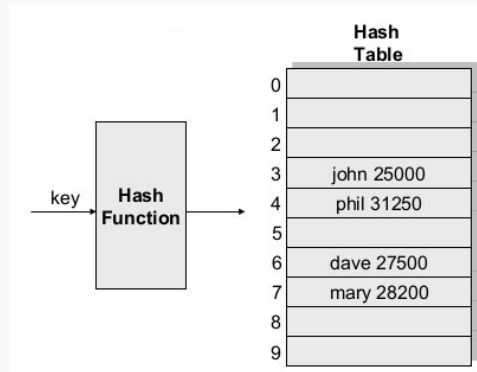 Hash
Table
key
Hash
Function
0
1
2
3 john 25000
4 phil 31250
5
6 dave 27500
7 mary 28200
8
9